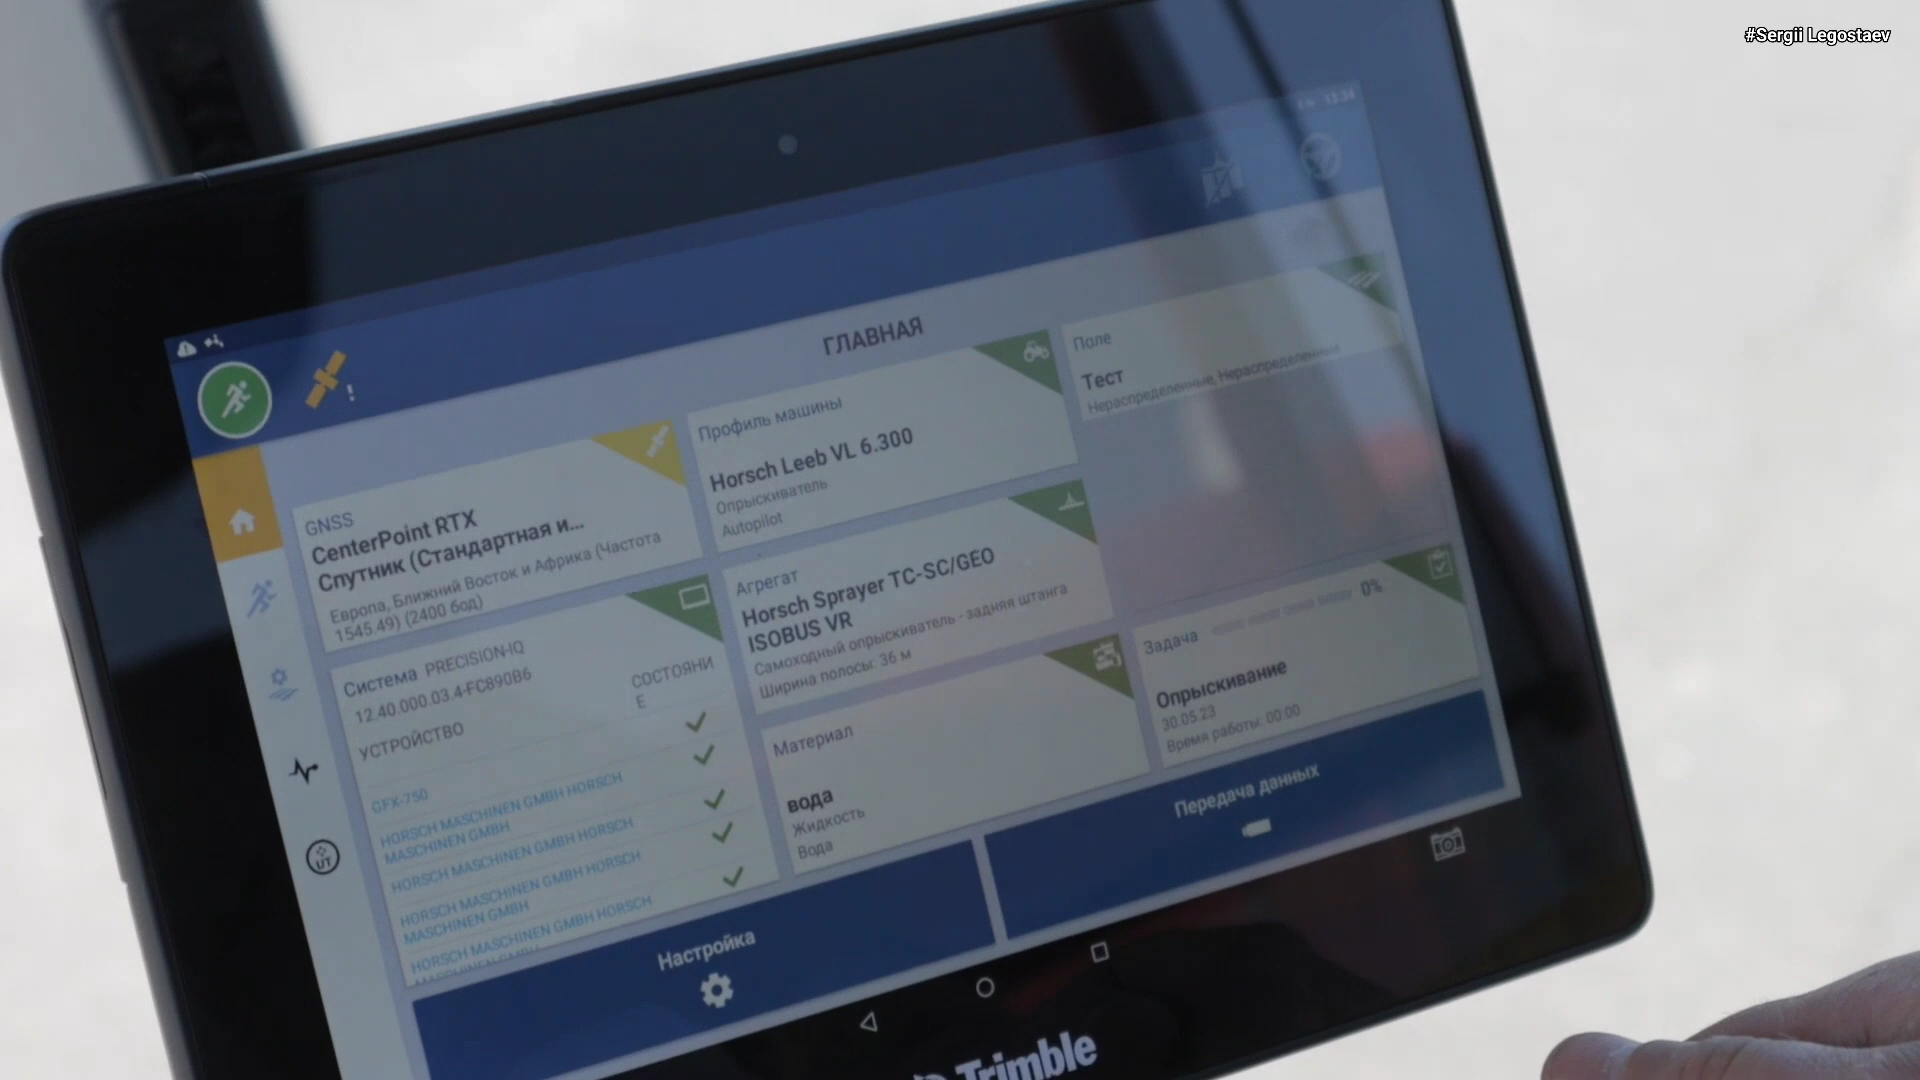 #Sergii Legostaev
13:34
ГЛАВНАЯ
GNSS
CenterPoint RTX
Спутник (Стандартная и...
Европа, Ближний Восток и Африка (Частота
1545.49) (2400 бод)
Система PRECISION-IQ
12.40.000.03.4-FC890B6
УСТРОЙСТВО
СОСТОЯНИ
Е
GFX-750
HORSCH MASCHINEN GMBH HORSCH
MASCHINEN GMBH
HORSCH MASCHINEN GMBH HORSCH
HORSCH MASCHINEN GMBH HORSCH
MASCHINEN GMBH
HORSCH MASCHINEN GMBH HORSCH
MASCHINEN GMBH
UT
Профиль машины
Horsch Leeb VL 6.300
Опрыскиватель
Autopilot
Агрегат
Horsch Sprayer TC-SC/GEO
ISOBUS VR
Самоходный опрыскиватель - задняя штанга
Ширина полосы: 36 м
Материал
вода
Жидкость
Вода
Поле
Тест
Нераспределенные, Нераспределенные
Задача
0%
Опрыскивание
30.05.23
Время работы: 00:00
Настройка
Передача данных
Trimble